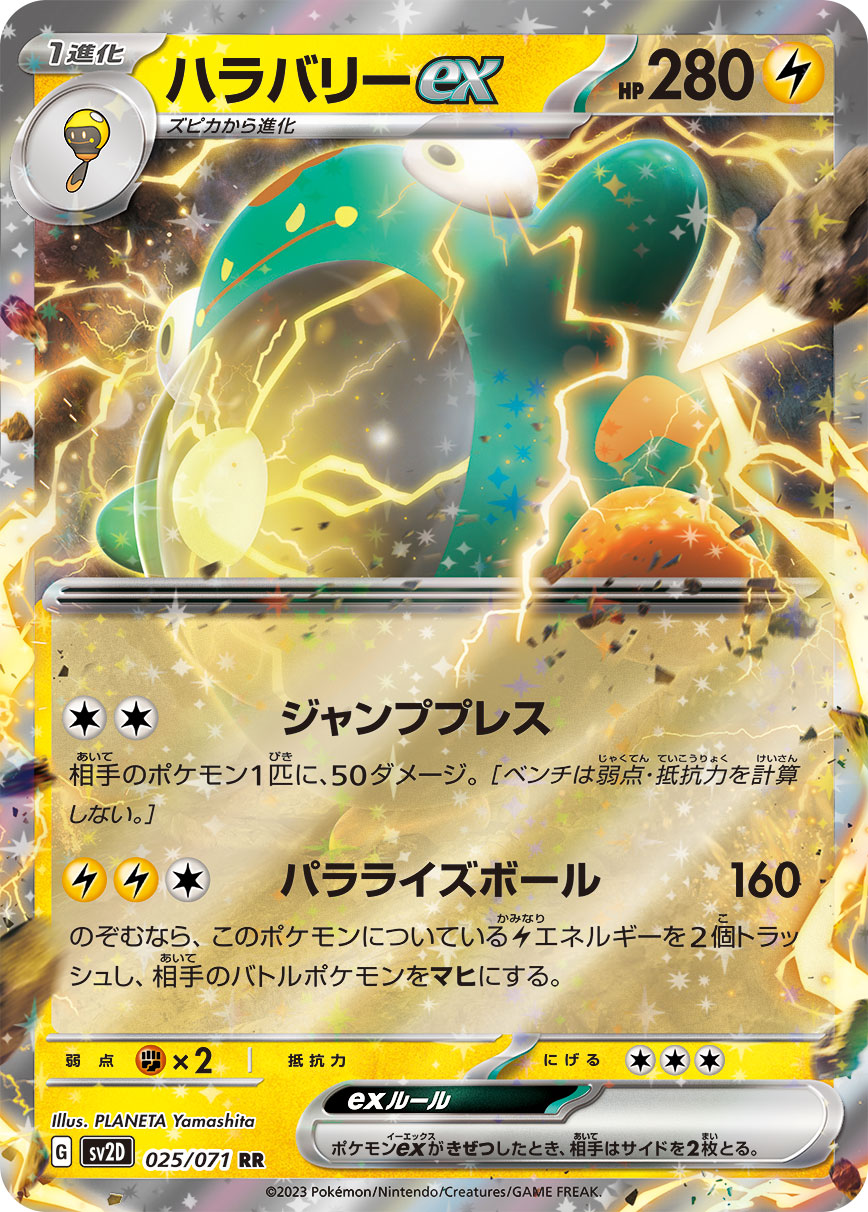 1進化
ハラバリーex
HP280
ズピカから進化
ジャンププレス
相手のポケモン1匹に、50ダメージ。[ベンチは弱点・抵抗力を計算
しない。]
パラライズボール 160
のぞむなら、このポケモンについているエネルギーを2個トラッ
シュし、相手のバトルポケモンをマヒにする。
弱点 ×2 抵抗力 にげる
exルール
ポケモンexがきぜつしたとき、相手はサイドを2枚とる。
Illus. PLANETA Yamashita
G sv2D 025/071 RR
©2023 Pokémon/Nintendo/Creatures/GAME FREAK.